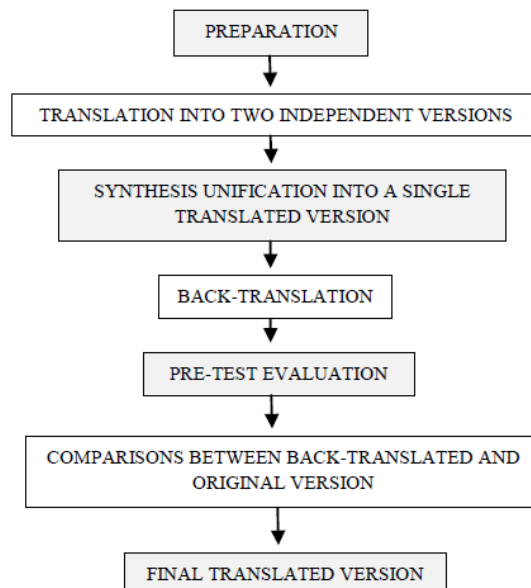 PREPARATION
TRANSLATION INTO TWO INDEPENDENT VERSIONS
SYNTHESIS UNIFICATION INTO A SINGLE
TRANSLATED VERSION
BACK-TRANSLATION
PRE-TEST EVALUATION
COMPARISONS BETWEEN BACK-TRANSLATED AND
ORIGINAL VERSION
FINAL TRANSLATED VERSION